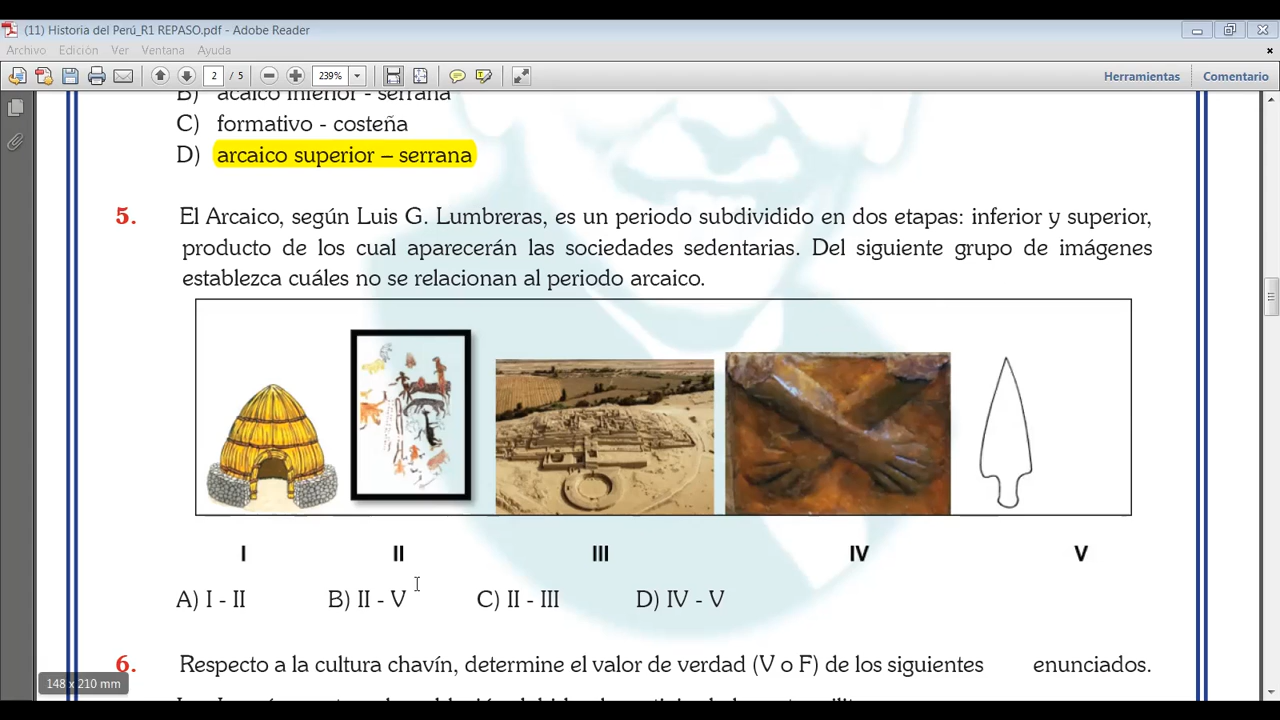 (11) Historia del Perú_R1 REPASO.pdf - Adobe Reader
Archivo Edición Ver Ventana Ayuda
2 / 5 239% Herramientas Comentario
B) acaico inferior - serrana
C) formativo - costeña
D) arcaico superior – serrana
5. El Arcaico, según Luis G. Lumbreras, es un periodo subdividido en dos etapas: inferior y superior,
producto de los cual aparecerán las sociedades sedentarias. Del siguiente grupo de imágenes
establezca cuáles no se relacionan al periodo arcaico.
I II III IV V
A) I - II B) II - V C) II - III D) IV - V
6. Respecto a la cultura chavín, determine el valor de verdad (V o F) de los siguientes enunciados.
148 x 210 mm